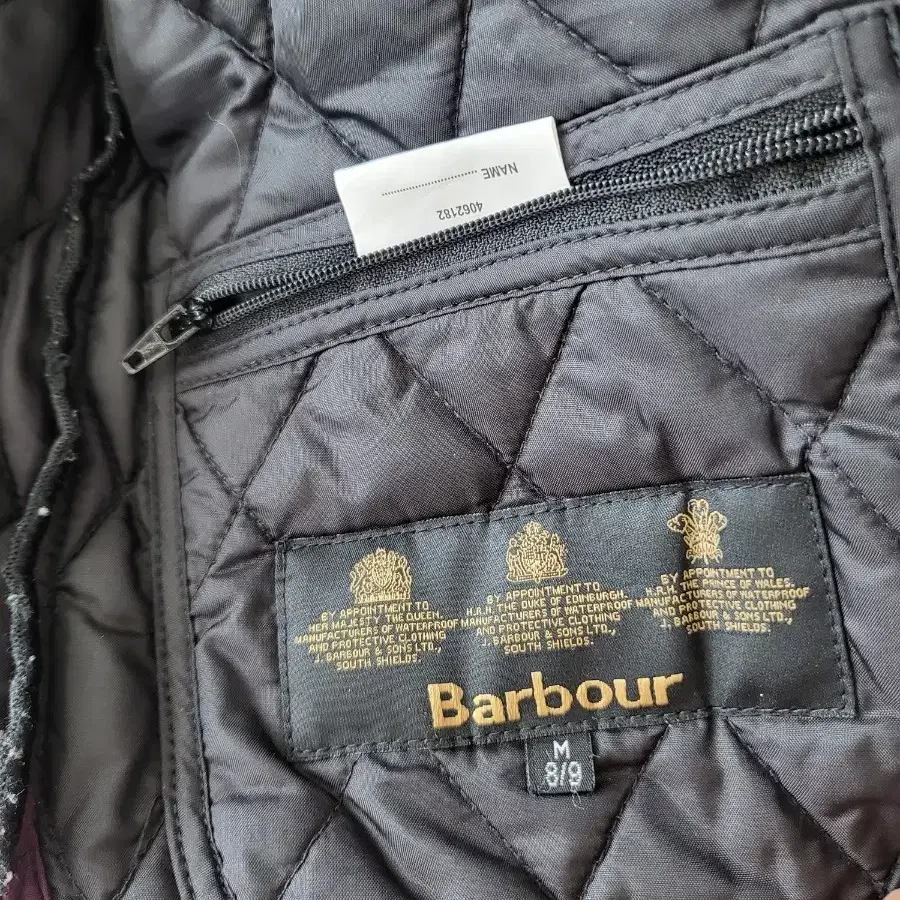 NAME ........................
4062182
BY APPOINTMENT TO
HER MAJESTY THE QUEEN.
MANUFACTURERS OF WATERPROOF
AND PROTECTIVE CLOTHING
J. BARBOUR & SONS LTD.,
SOUTH SHIELDS.
BY APPOINTMENT TO
H.R.H. THE DUKE OF EDINBURGH.
MANUFACTURERS OF WATERPROOF
AND PROTECTIVE CLOTHING
J. BARBOUR & SONS LTD.,
SOUTH SHIELDS.
BY APPOINTMENT TO
H.R.H. THE PRINCE OF WALES.
MANUFACTURERS OF WATERPROOF
AND PROTECTIVE CLOTHING
J. BARBOUR & SONS LTD.,
SOUTH SHIELDS.
Barbour
M
8/9